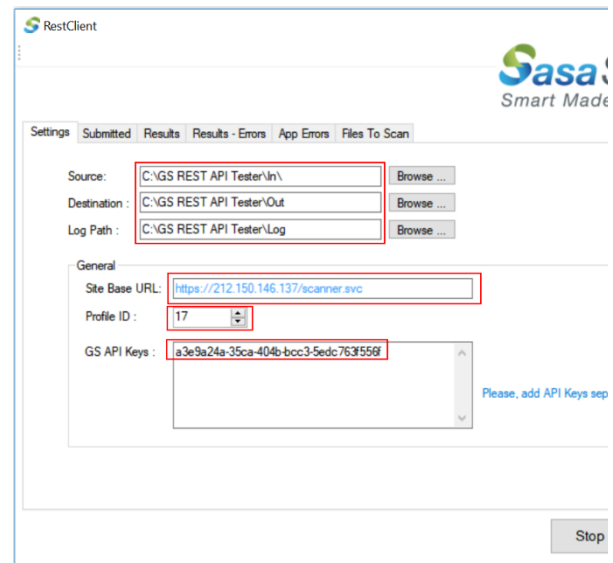 RestClient
Sasa S
Smart Made
Settings Submitted Results Results - Errors App Errors Files To Scan
Source: C:\GS REST API Tester\In\ Browse ...
Destination : C:\GS REST API Tester\Out Browse ...
Log Path : C:\GS REST API Tester\Log Browse ...
General
Site Base URL: https://212.150.146.137/scanner.svc
Profile ID : 17
GS API Keys : a3e9a24a-35ca-404b-bcc3-5edc763f556f
Please, add API Keys sep
Stop